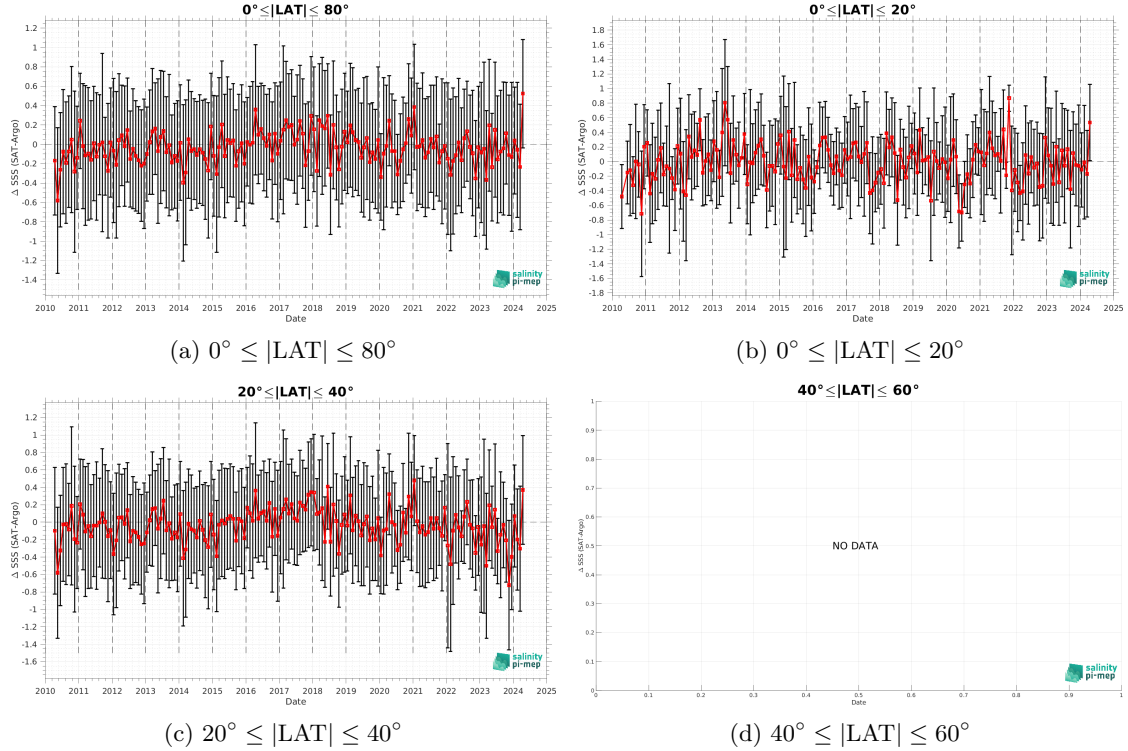 0°≤|LAT|≤ 80°
Δ SSS (SAT-Argo)
1.2
1
0.8
0.6
0.4
0.2
0
-0.2
-0.4
-0.6
-0.8
-1
-1.2
-1.4
2010 2011 2012 2013 2014 2015 2016 2017 2018 2019 2020 2021 2022 2023 2024 2025
Date
salinity
pi-mep
(a) 0° ≤ |LAT| ≤ 80°
0°≤|LAT|≤ 20°
Δ SSS (SAT-Argo)
1.8
1.6
1.4
1.2
1
0.8
0.6
0.4
0.2
0
-0.2
-0.4
-0.6
-0.8
-1
-1.2
-1.4
-1.6
-1.8
2010 2011 2012 2013 2014 2015 2016 2017 2018 2019 2020 2021 2022 2023 2024 2025
Date
salinity
pi-mep
(b) 0° ≤ |LAT| ≤ 20°
20°≤|LAT|≤ 40°
Δ SSS (SAT-Argo)
1.2
1
0.8
0.6
0.4
0.2
0
-0.2
-0.4
-0.6
-0.8
-1
-1.2
-1.4
-1.6
2010 2011 2012 2013 2014 2015 2016 2017 2018 2019 2020 2021 2022 2023 2024 2025
Date
salinity
pi-mep
(c) 20° ≤ |LAT| ≤ 40°
40°≤|LAT|≤ 60°
Δ SSS (SAT-Argo)
1
0.9
0.8
0.7
0.6
0.5
0.4
0.3
0.2
0.1
0
NO DATA
0 0.1 0.2 0.3 0.4 0.5 0.6 0.7 0.8 0.9 1
Date
salinity
pi-mep
(d) 40° ≤ |LAT| ≤ 60°